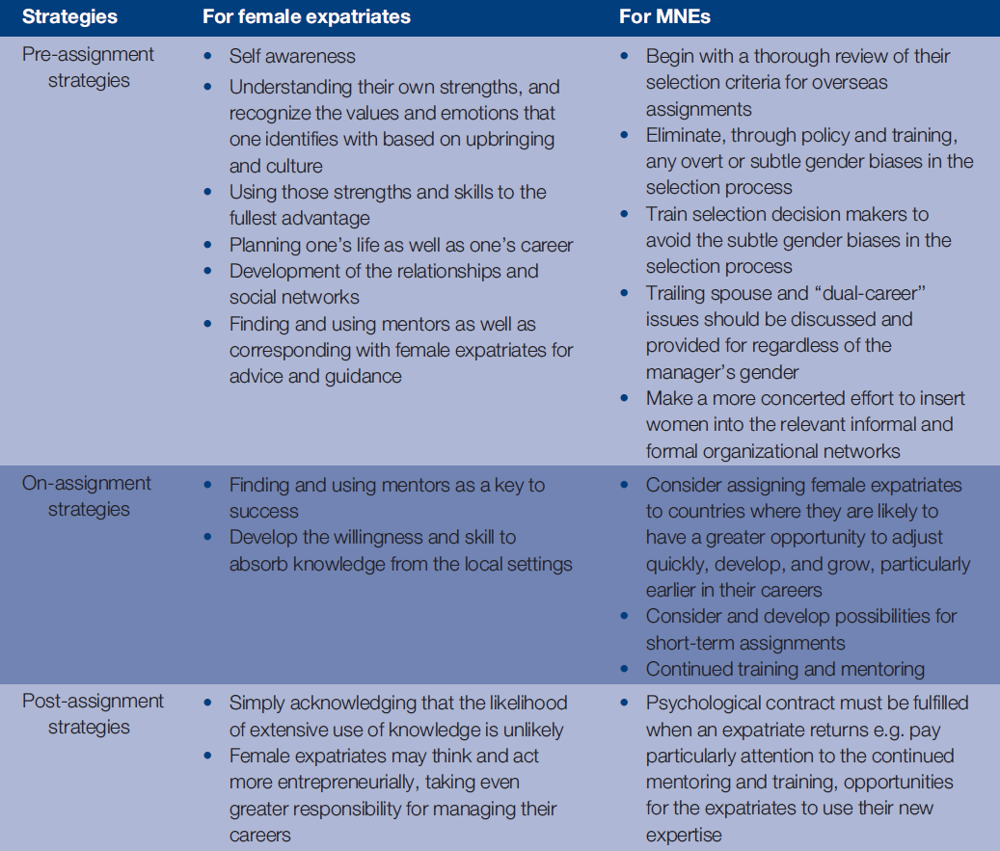 Strategies
For female expatriates
For MNEs
Pre-assignment
strategies
• Self awareness
• Understanding their own strengths, and
recognize the values and emotions that
one identifies with based on upbringing
and culture
• Using those strengths and skills to the
fullest advantage
• Planning one’s life as well as one’s career
• Development of the relationships and
social networks
• Finding and using mentors as well as
corresponding with female expatriates for
advice and guidance
• Begin with a thorough review of their
selection criteria for overseas
assignments
• Eliminate, through policy and training,
any overt or subtle gender biases in the
selection process
• Train selection decision makers to
avoid the subtle gender biases in the
selection process
• Trailing spouse and “dual-career”
issues should be discussed and
provided for regardless of the
manager’s gender
• Make a more concerted effort to insert
women into the relevant informal and
formal organizational networks
On-assignment
strategies
• Finding and using mentors as a key to
success
• Develop the willingness and skill to
absorb knowledge from the local settings
• Consider assigning female expatriates
to countries where they are likely to
have a greater opportunity to adjust
quickly, develop, and grow, particularly
earlier in their careers
• Consider and develop possibilities for
short-term assignments
• Continued training and mentoring
Post-assignment
strategies
• Simply acknowledging that the likelihood
of extensive use of knowledge is unlikely
• Female expatriates may think and act
more entrepreneurially, taking even
greater responsibility for managing their
careers
• Psychological contract must be fulfilled
when an expatriate returns e.g. pay
particularly attention to the continued
mentoring and training, opportunities
for the expatriates to use their new
expertise